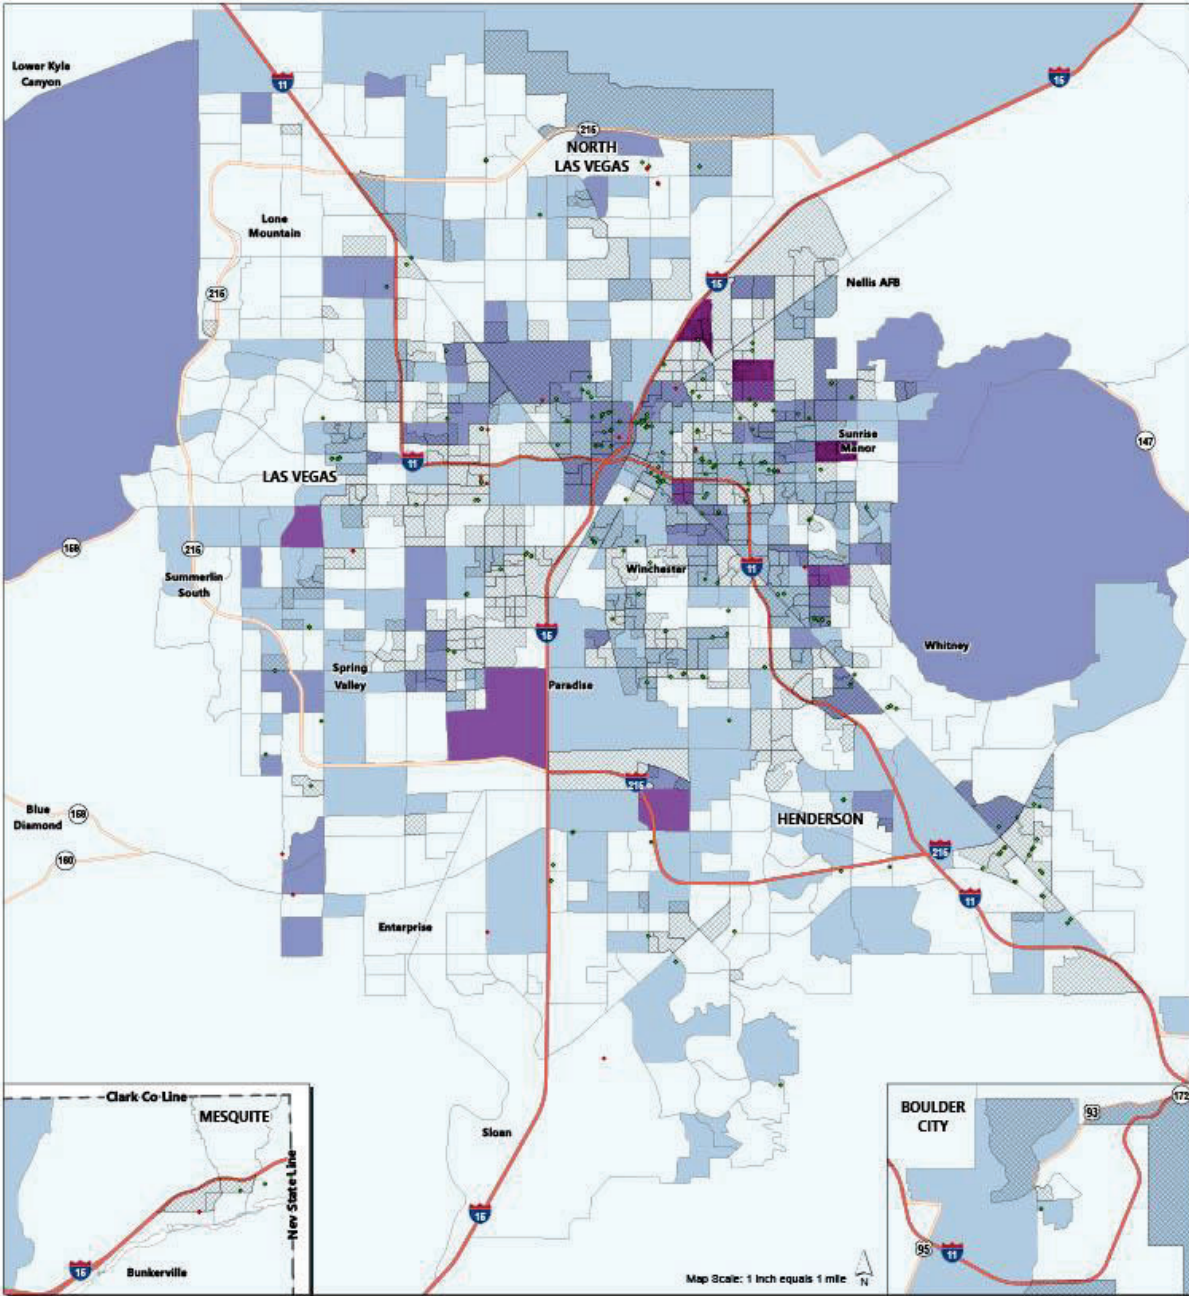 Lower Kyle
Canyon
11
15
215
NORTH
LAS VEGAS
Lone
Mountain
215
15
Nellis AFB
Sunrise
Manor
147
LAS VEGAS
11
159
215
Summerlin
South
Winchester
11
15
Whitney
Spring
Valley
Paradise
215
Blue
Diamond
159
160
HENDERSON
215
11
Enterprise
Sloan
15
Map Scale: 1 Inch equals 1 mile
N
Clark Co Line
MESQUITE
Nev State Line
15
Bunkerville
BOULDER
CITY
93
172
95
11